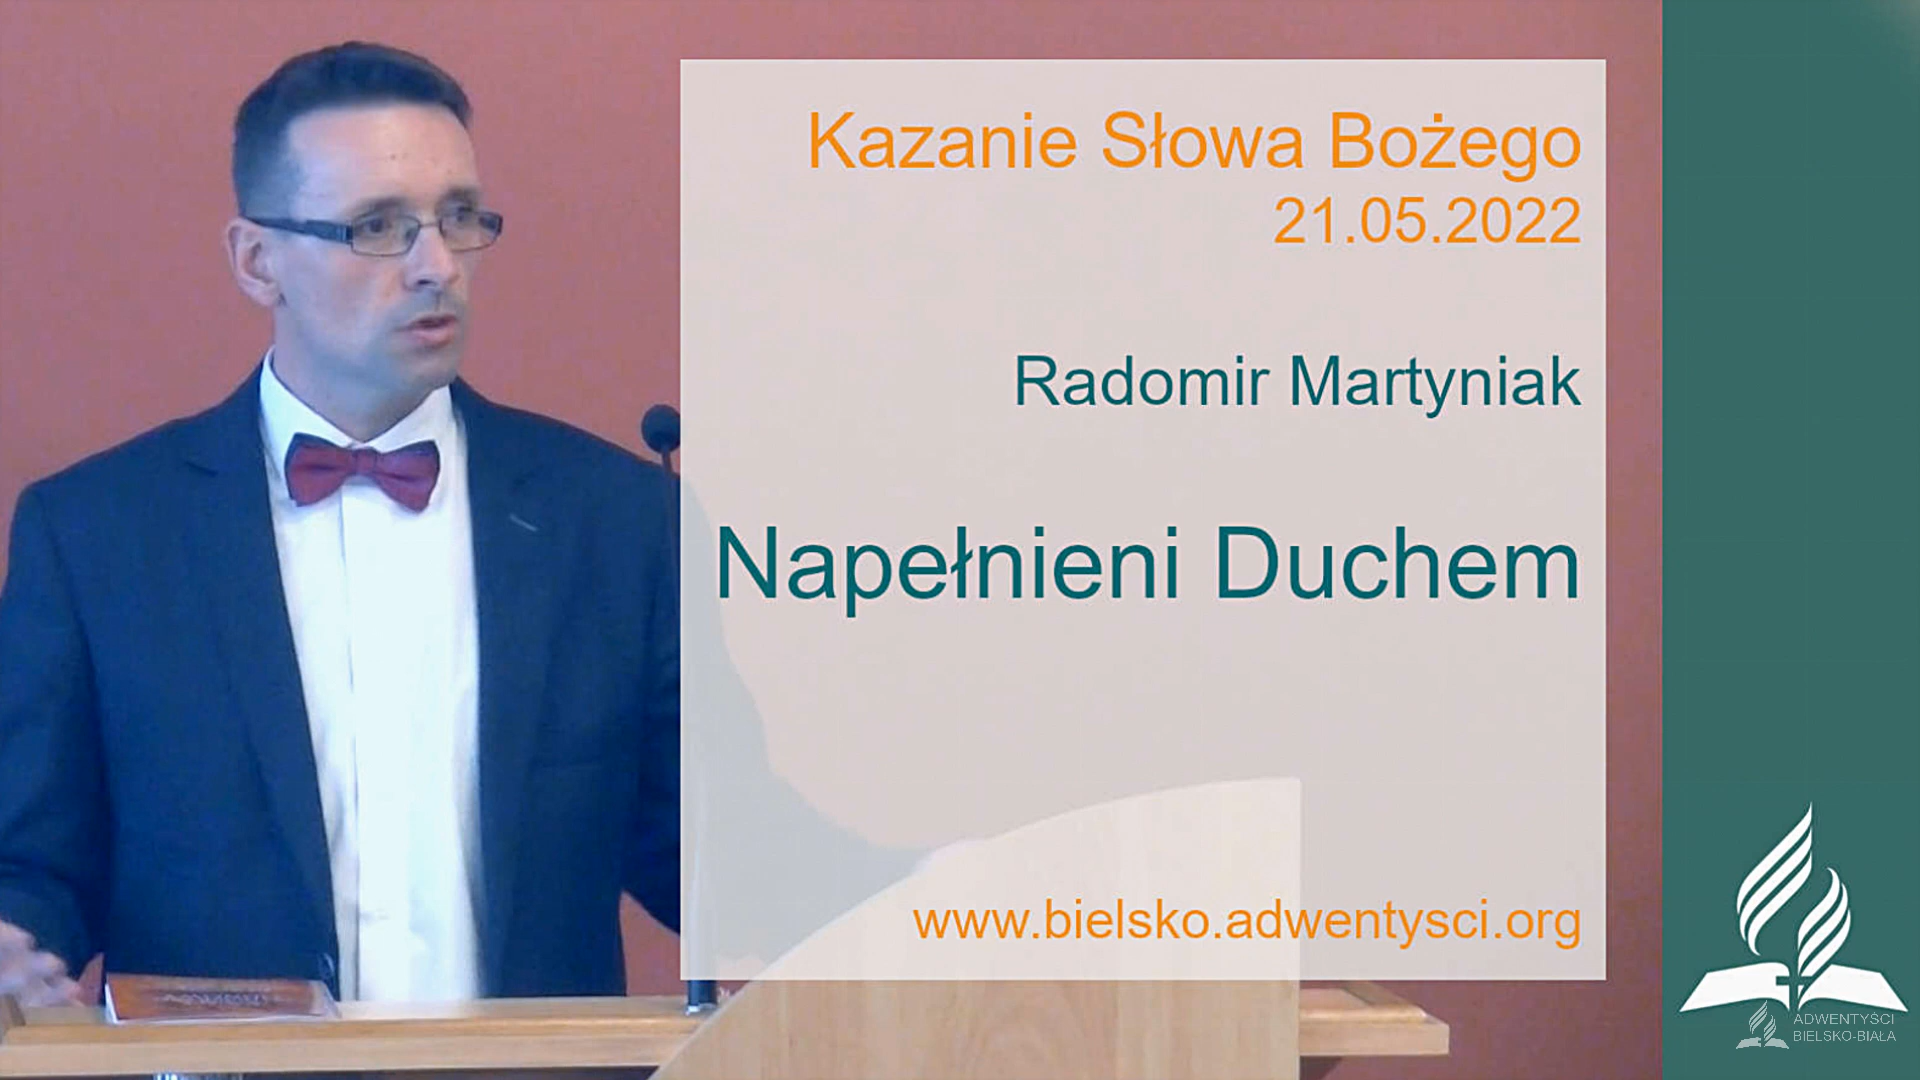 Kazanie Słowa Bożego
21.05.2022
Radomir Martyniak
Napełnieni Duchem
www.bielsko.adwentysci.org
ADWENTYŚCI
BIELSKO-BIAŁA